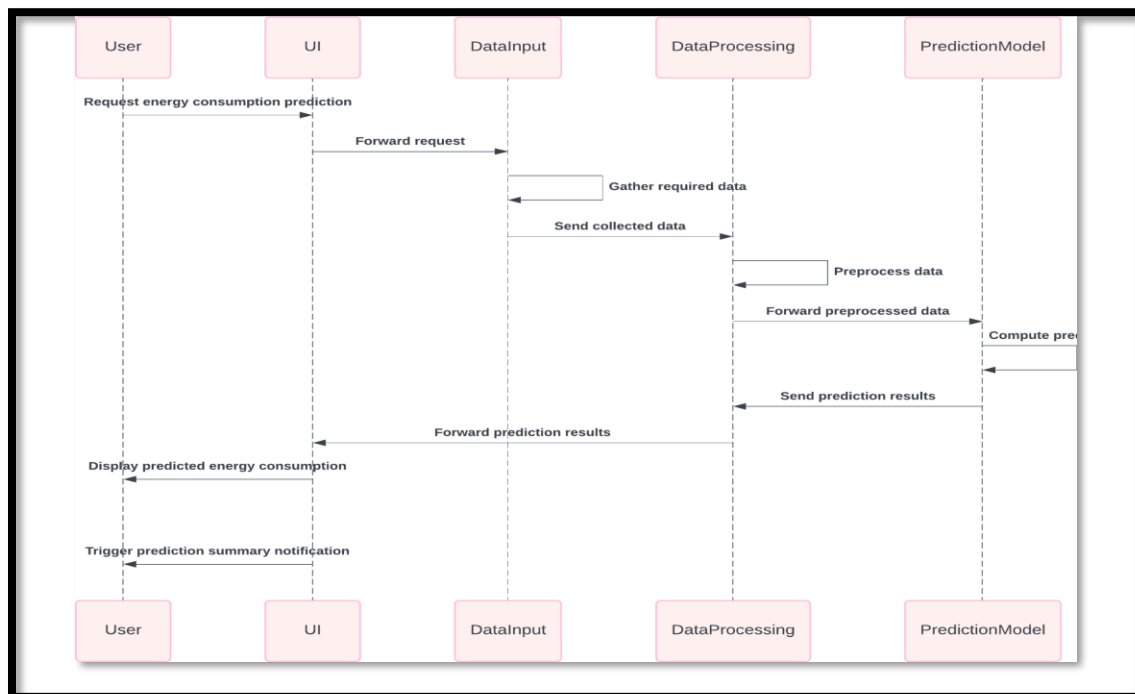 User UI DataInput DataProcessing PredictionModel
Request energy consumption prediction
Forward request
Gather required data
Send collected data
Preprocess data
Forward preprocessed data
Compute
Send prediction results
Forward prediction results
Display predicted energy consumption
Trigger prediction summary notification
User UI DataInput DataProcessing PredictionModel